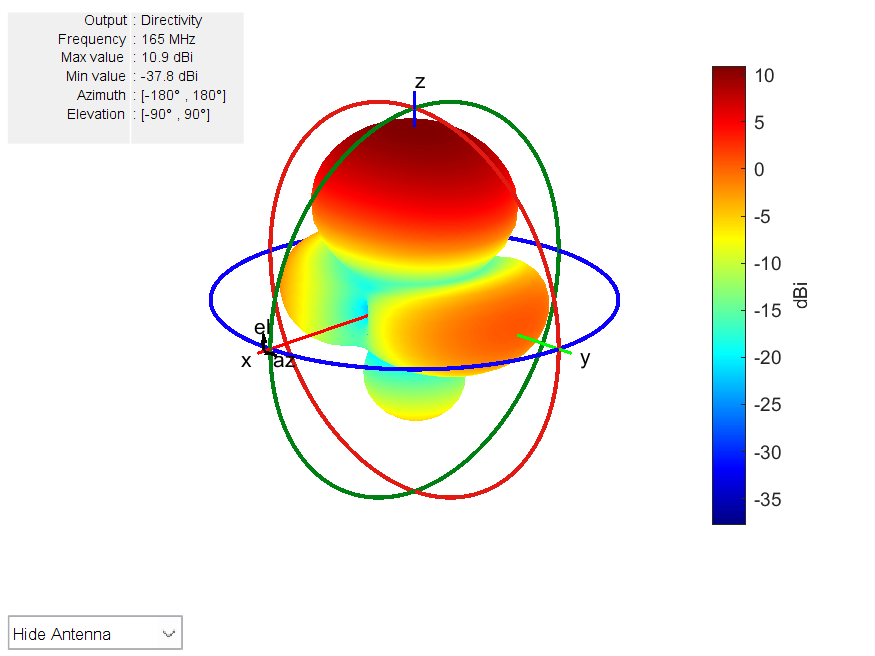 Output : Directivity
Frequency : 165 MHz
Max value : 10.9 dBi
Min value : -37.8 dBi
Azimuth : [-180° , 180°]
Elevation : [-90° , 90°]
z
10
5
0
-5
-10
-15
-20
-25
-30
-35
dBi
el
x
az
y
Hide Antenna